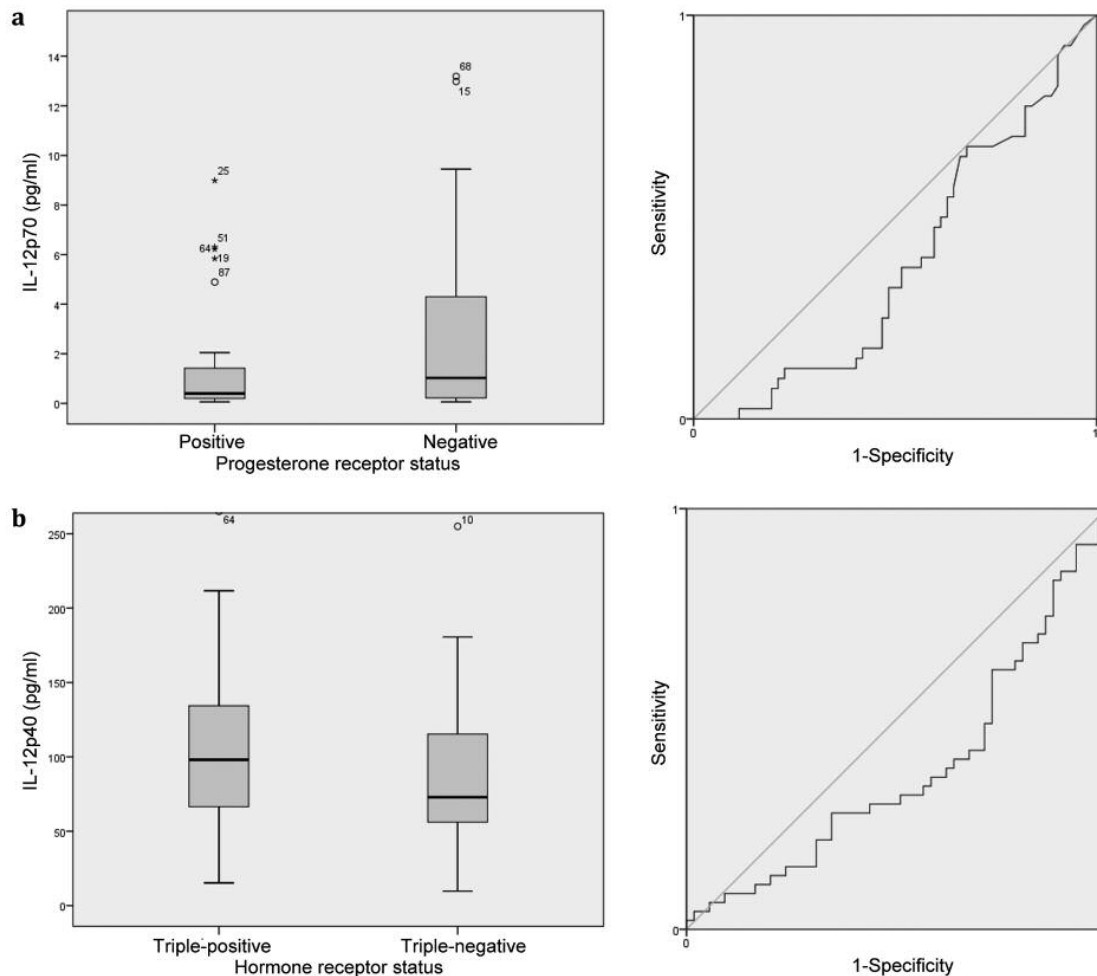 a
IL-12p70 (pg/ml)
14
12
10
8
6
4
2
0
68
15
25
51
64
19
87
Positive
Negative
Progesterone receptor status
Sensitivity
1
0
0
1
1-Specificity
b
IL-12p40 (pg/ml)
250
200
150
100
50
0
64
10
Triple-positive
Triple-negative
Hormone receptor status
Sensitivity
1
0
0
1-Specificity